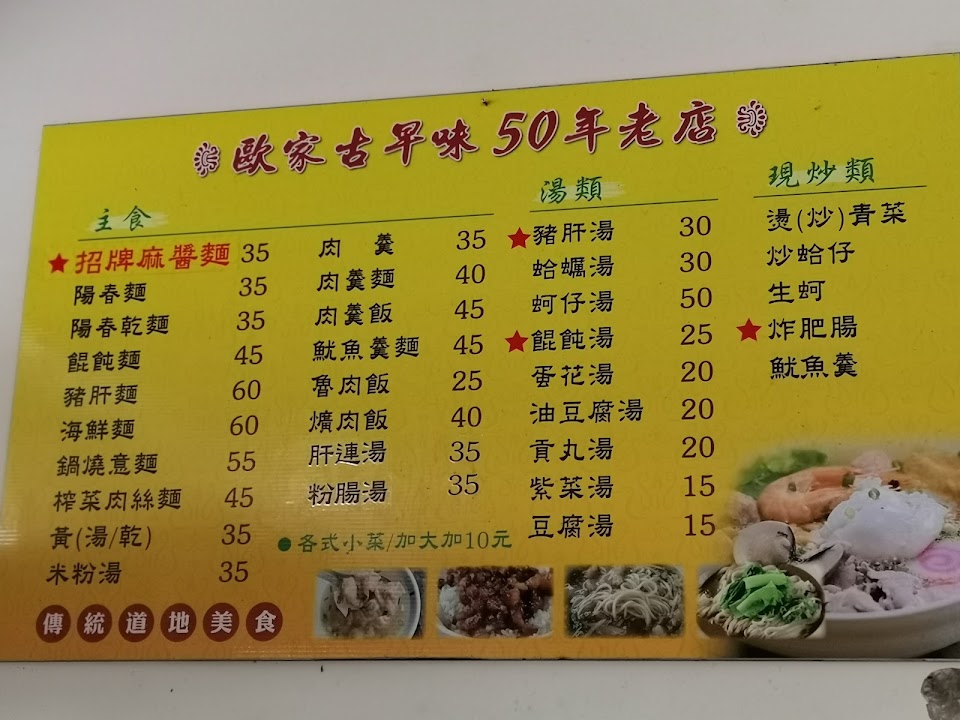 歐家古早味 50年老店
主食
★招牌麻醬麵 35
陽春麵 35
陽春乾麵 35
餛飩麵 45
豬肝麵 60
海鮮麵 60
鍋燒意麵 55
榨菜肉絲麵 45
黃(湯/乾) 35
米粉湯 35
肉 羹 35
肉羹麵 40
肉羹飯 45
魷魚羹麵 45
魯肉飯 25
爌肉飯 40
肝連湯 35
粉腸湯 35
●各式小菜/加大加10元
湯類
★豬肝湯 30
蛤蠣湯 30
蚵仔湯 50
★餛飩湯 25
蛋花湯 20
油豆腐湯 20
貢丸湯 20
紫菜湯 15
豆腐湯 15
現炒類
燙(炒)青菜
炒蛤仔
生蚵
★炸肥腸
魷魚羹
傳統道地美食